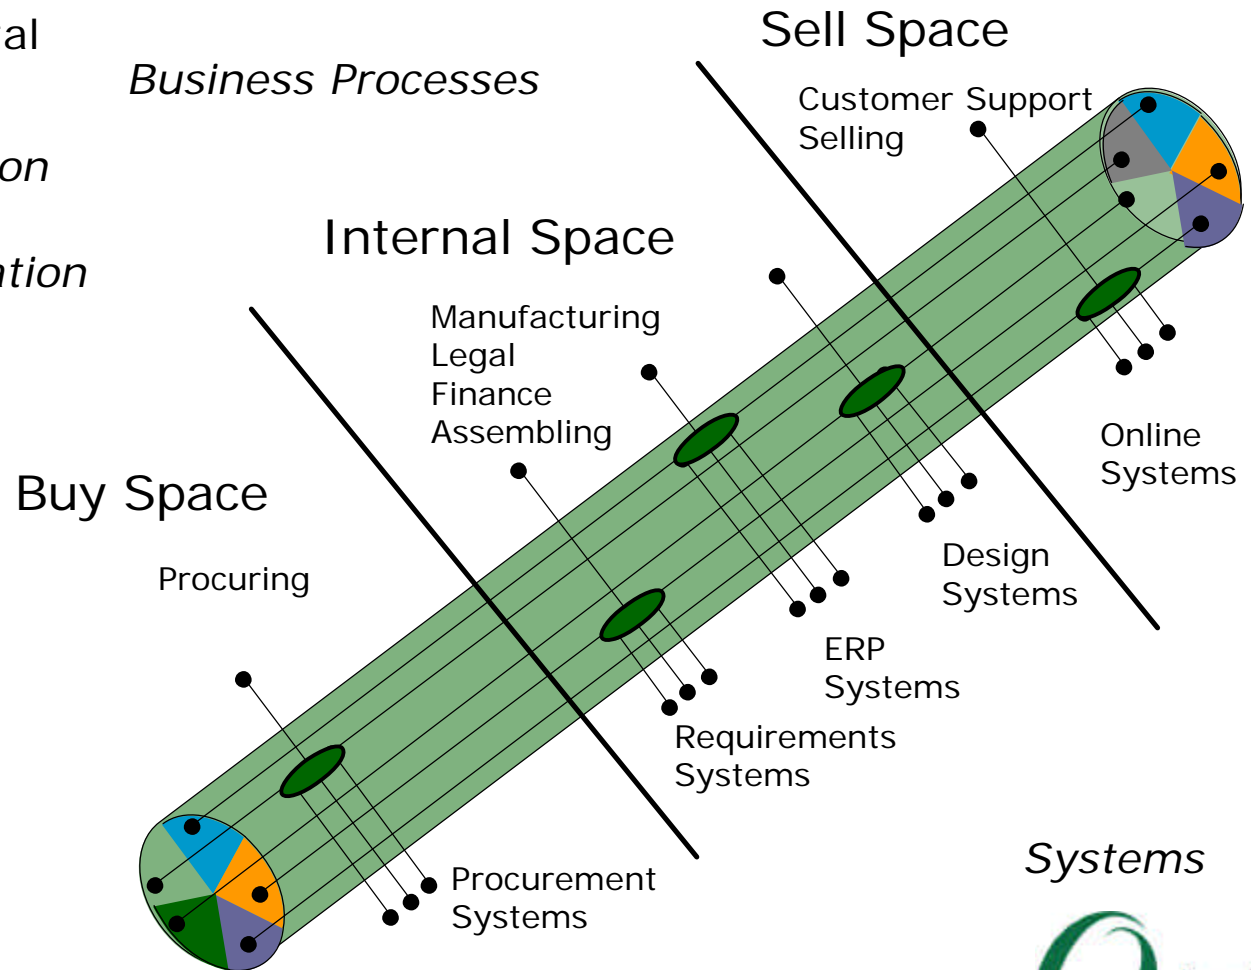 Sell Space
Business Processes
Customer Support
Selling
Internal Space
Manufacturing
Legal
Finance
Assembling
Buy Space
Procuring
Online
Systems
Design
Systems
ERP
Systems
Requirements
Systems
Procurement
Systems
Systems